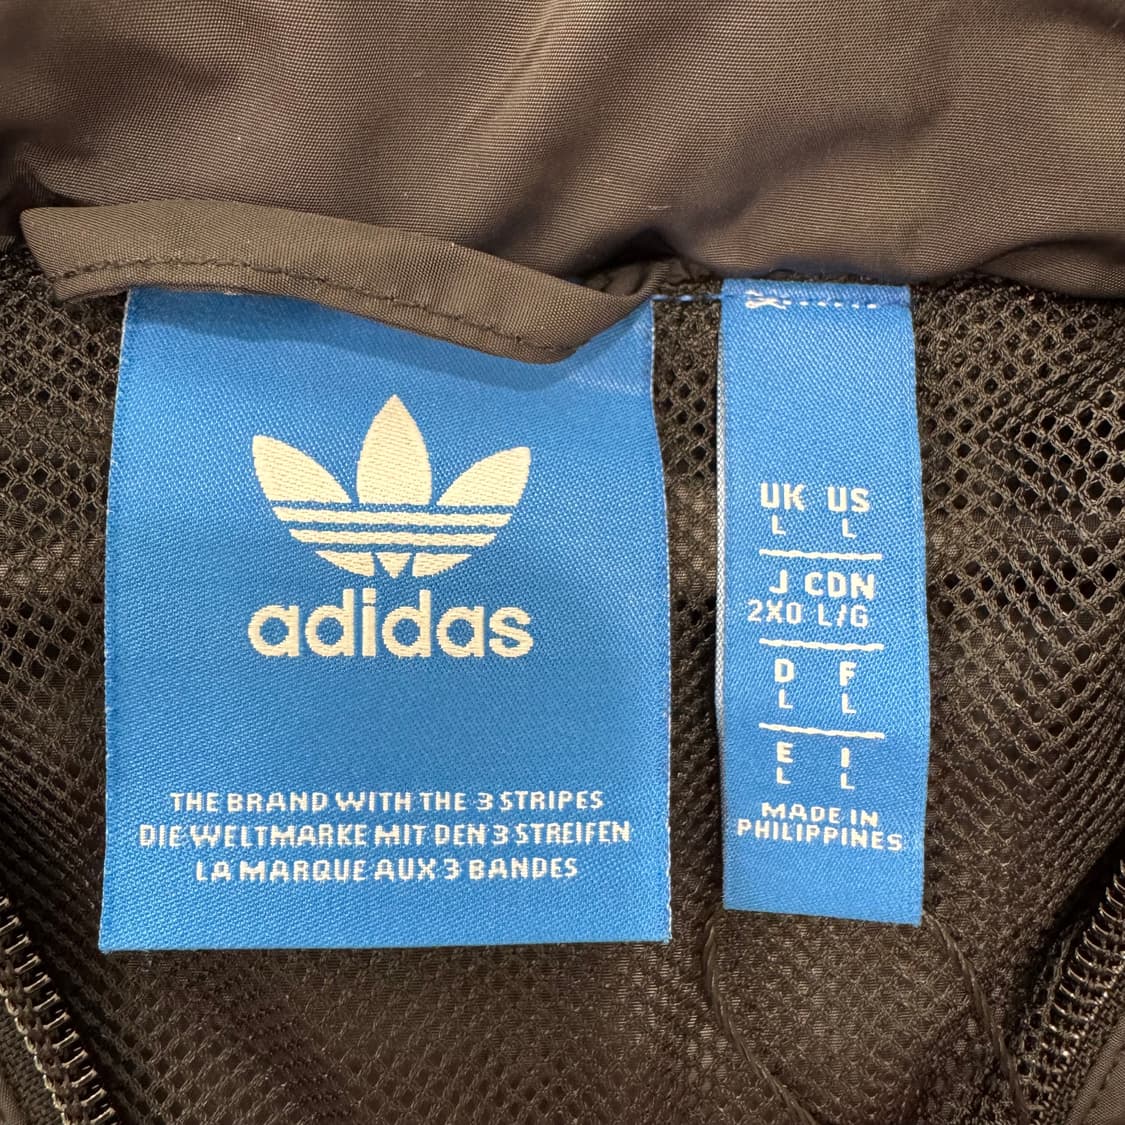 adidas
THE BRAND WITH THE 3 STRIPES
DIE WELTMARKE MIT DEN 3 STREIFEN
LA MARQUE AUX 3 BANDES
UK US
L L
J CDN
2XO L/G
D F
L L
E I
L L
MADE IN
PHILIPPINES